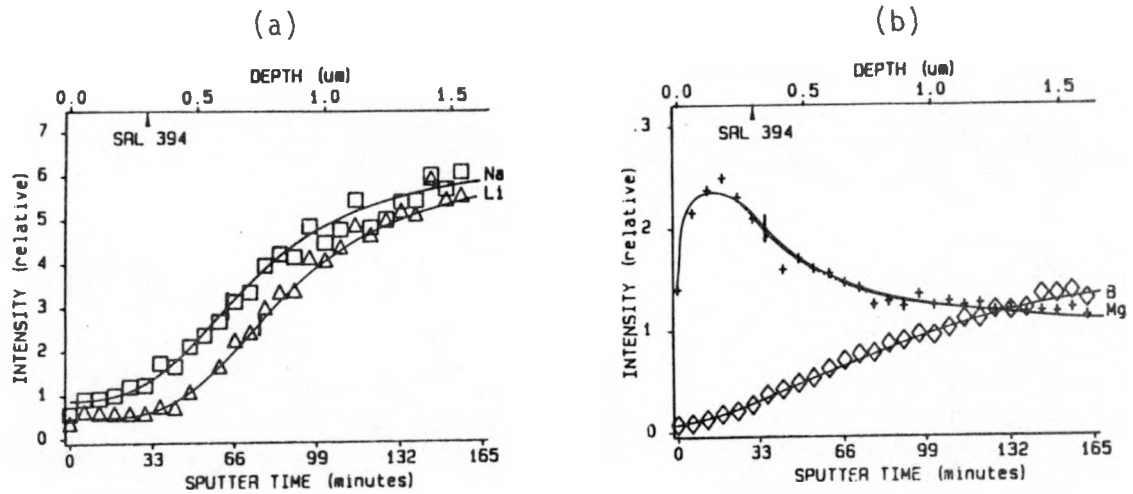 (a)
DEPTH (um)
0.0 0.5 1.0 1.5
SRL 394
7
6
5
4
3
2
1
0
INTENSITY (relative)
Na
Li
0 33 66 99 132 165
SPUTTER TIME (minutes)
(b)
DEPTH (um)
0.0 0.5 1.0 1.5
SRL 394
.3
2
1
0
INTENSITY (relative)
B
Mg
0 33 66 99 132 165
SPUTTER TIME (minutes)